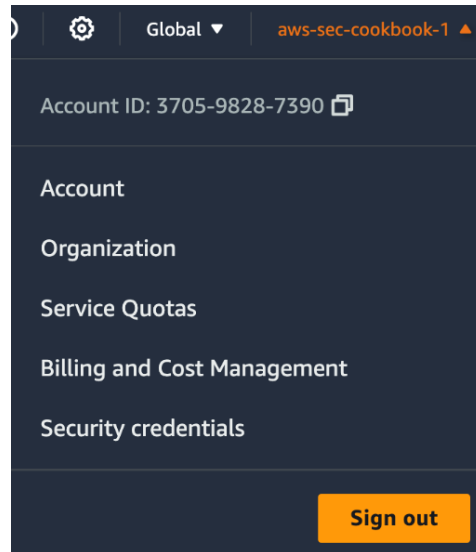 Global ▼ aws-sec-cookbook-1 ▲
Account ID: 3705-9828-7390
Account
Organization
Service Quotas
Billing and Cost Management
Security credentials
Sign out